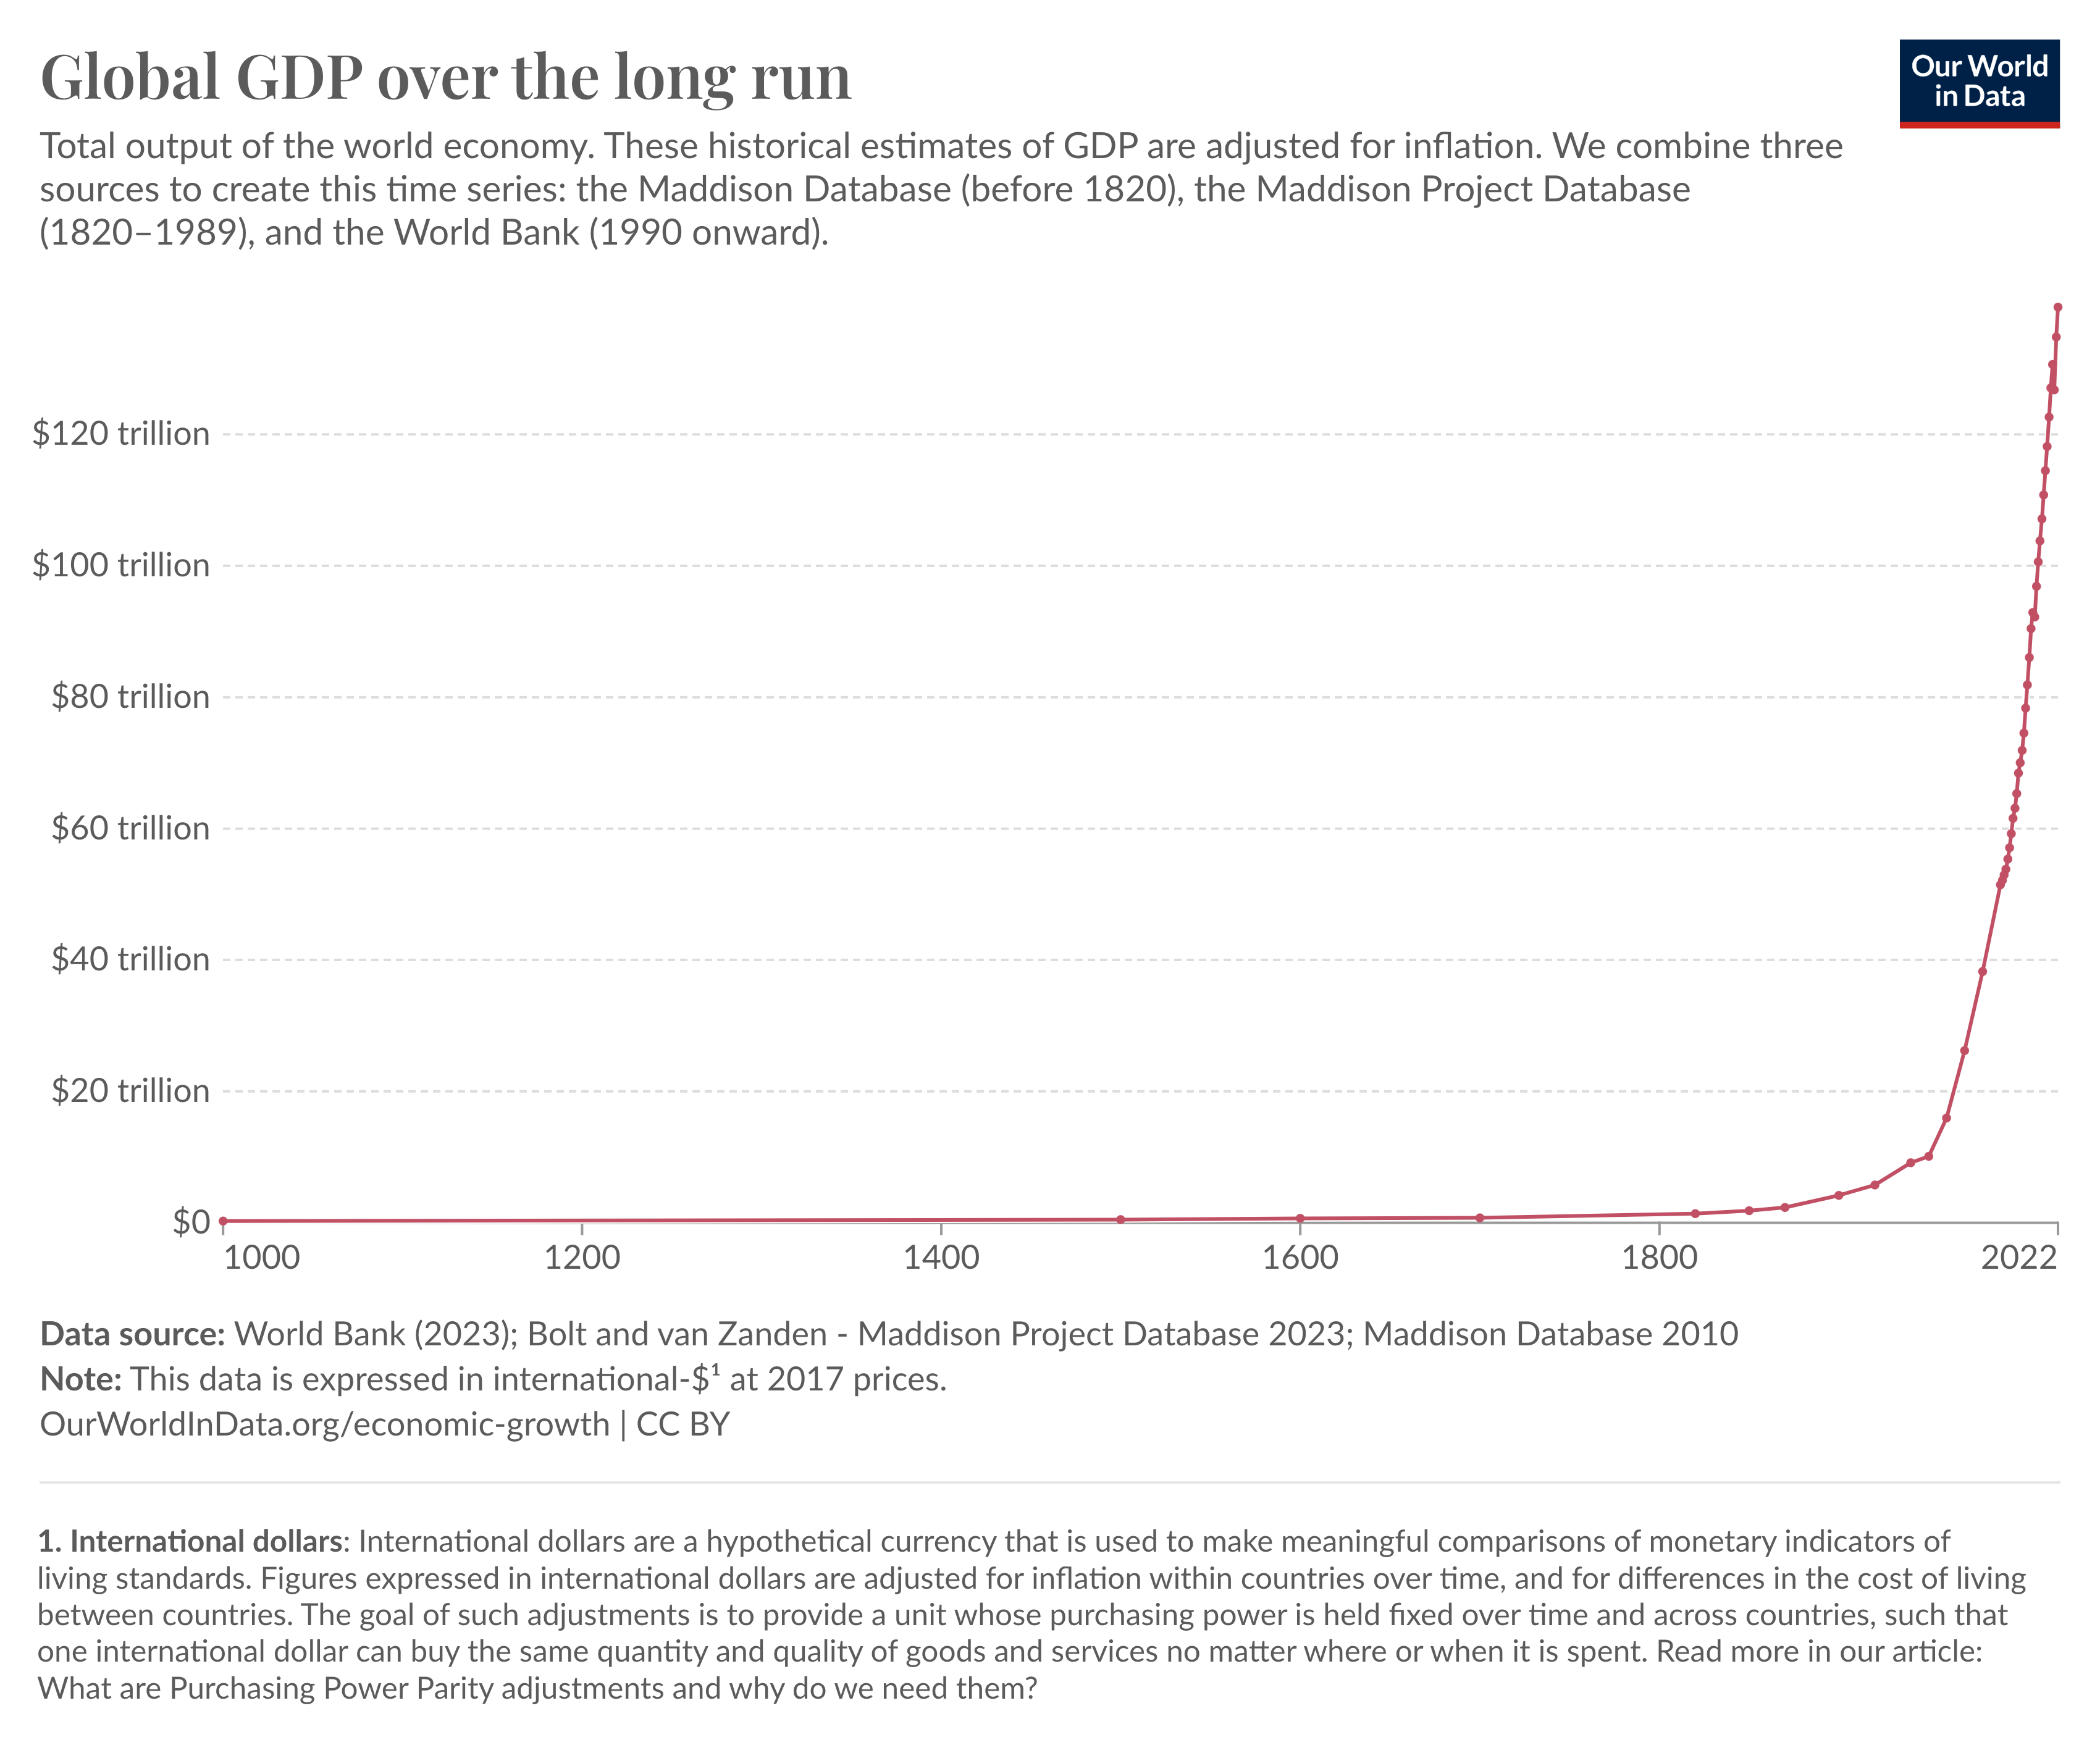 Global GDP over the long run
Our World
in Data
Total output of the world economy. These historical estimates of GDP are adjusted for inflation. We combine three
sources to create this time series: the Maddison Database (before 1820), the Maddison Project Database
(1820–1989), and the World Bank (1990 onward).
$120 trillion
$100 trillion
$80 trillion
$60 trillion
$40 trillion
$20 trillion
$0
1000 1200 1400 1600 1800 2022
Data source: World Bank (2023); Bolt and van Zanden - Maddison Project Database 2023; Maddison Database 2010
Note: This data is expressed in international-$¹ at 2017 prices.
OurWorldInData.org/economic-growth | CC BY
1. International dollars: International dollars are a hypothetical currency that is used to make meaningful comparisons of monetary indicators of
living standards. Figures expressed in international dollars are adjusted for inflation within countries over time, and for differences in the cost of living
between countries. The goal of such adjustments is to provide a unit whose purchasing power is held fixed over time and across countries, such that
one international dollar can buy the same quantity and quality of goods and services no matter where or when it is spent. Read more in our article:
What are Purchasing Power Parity adjustments and why do we need them?